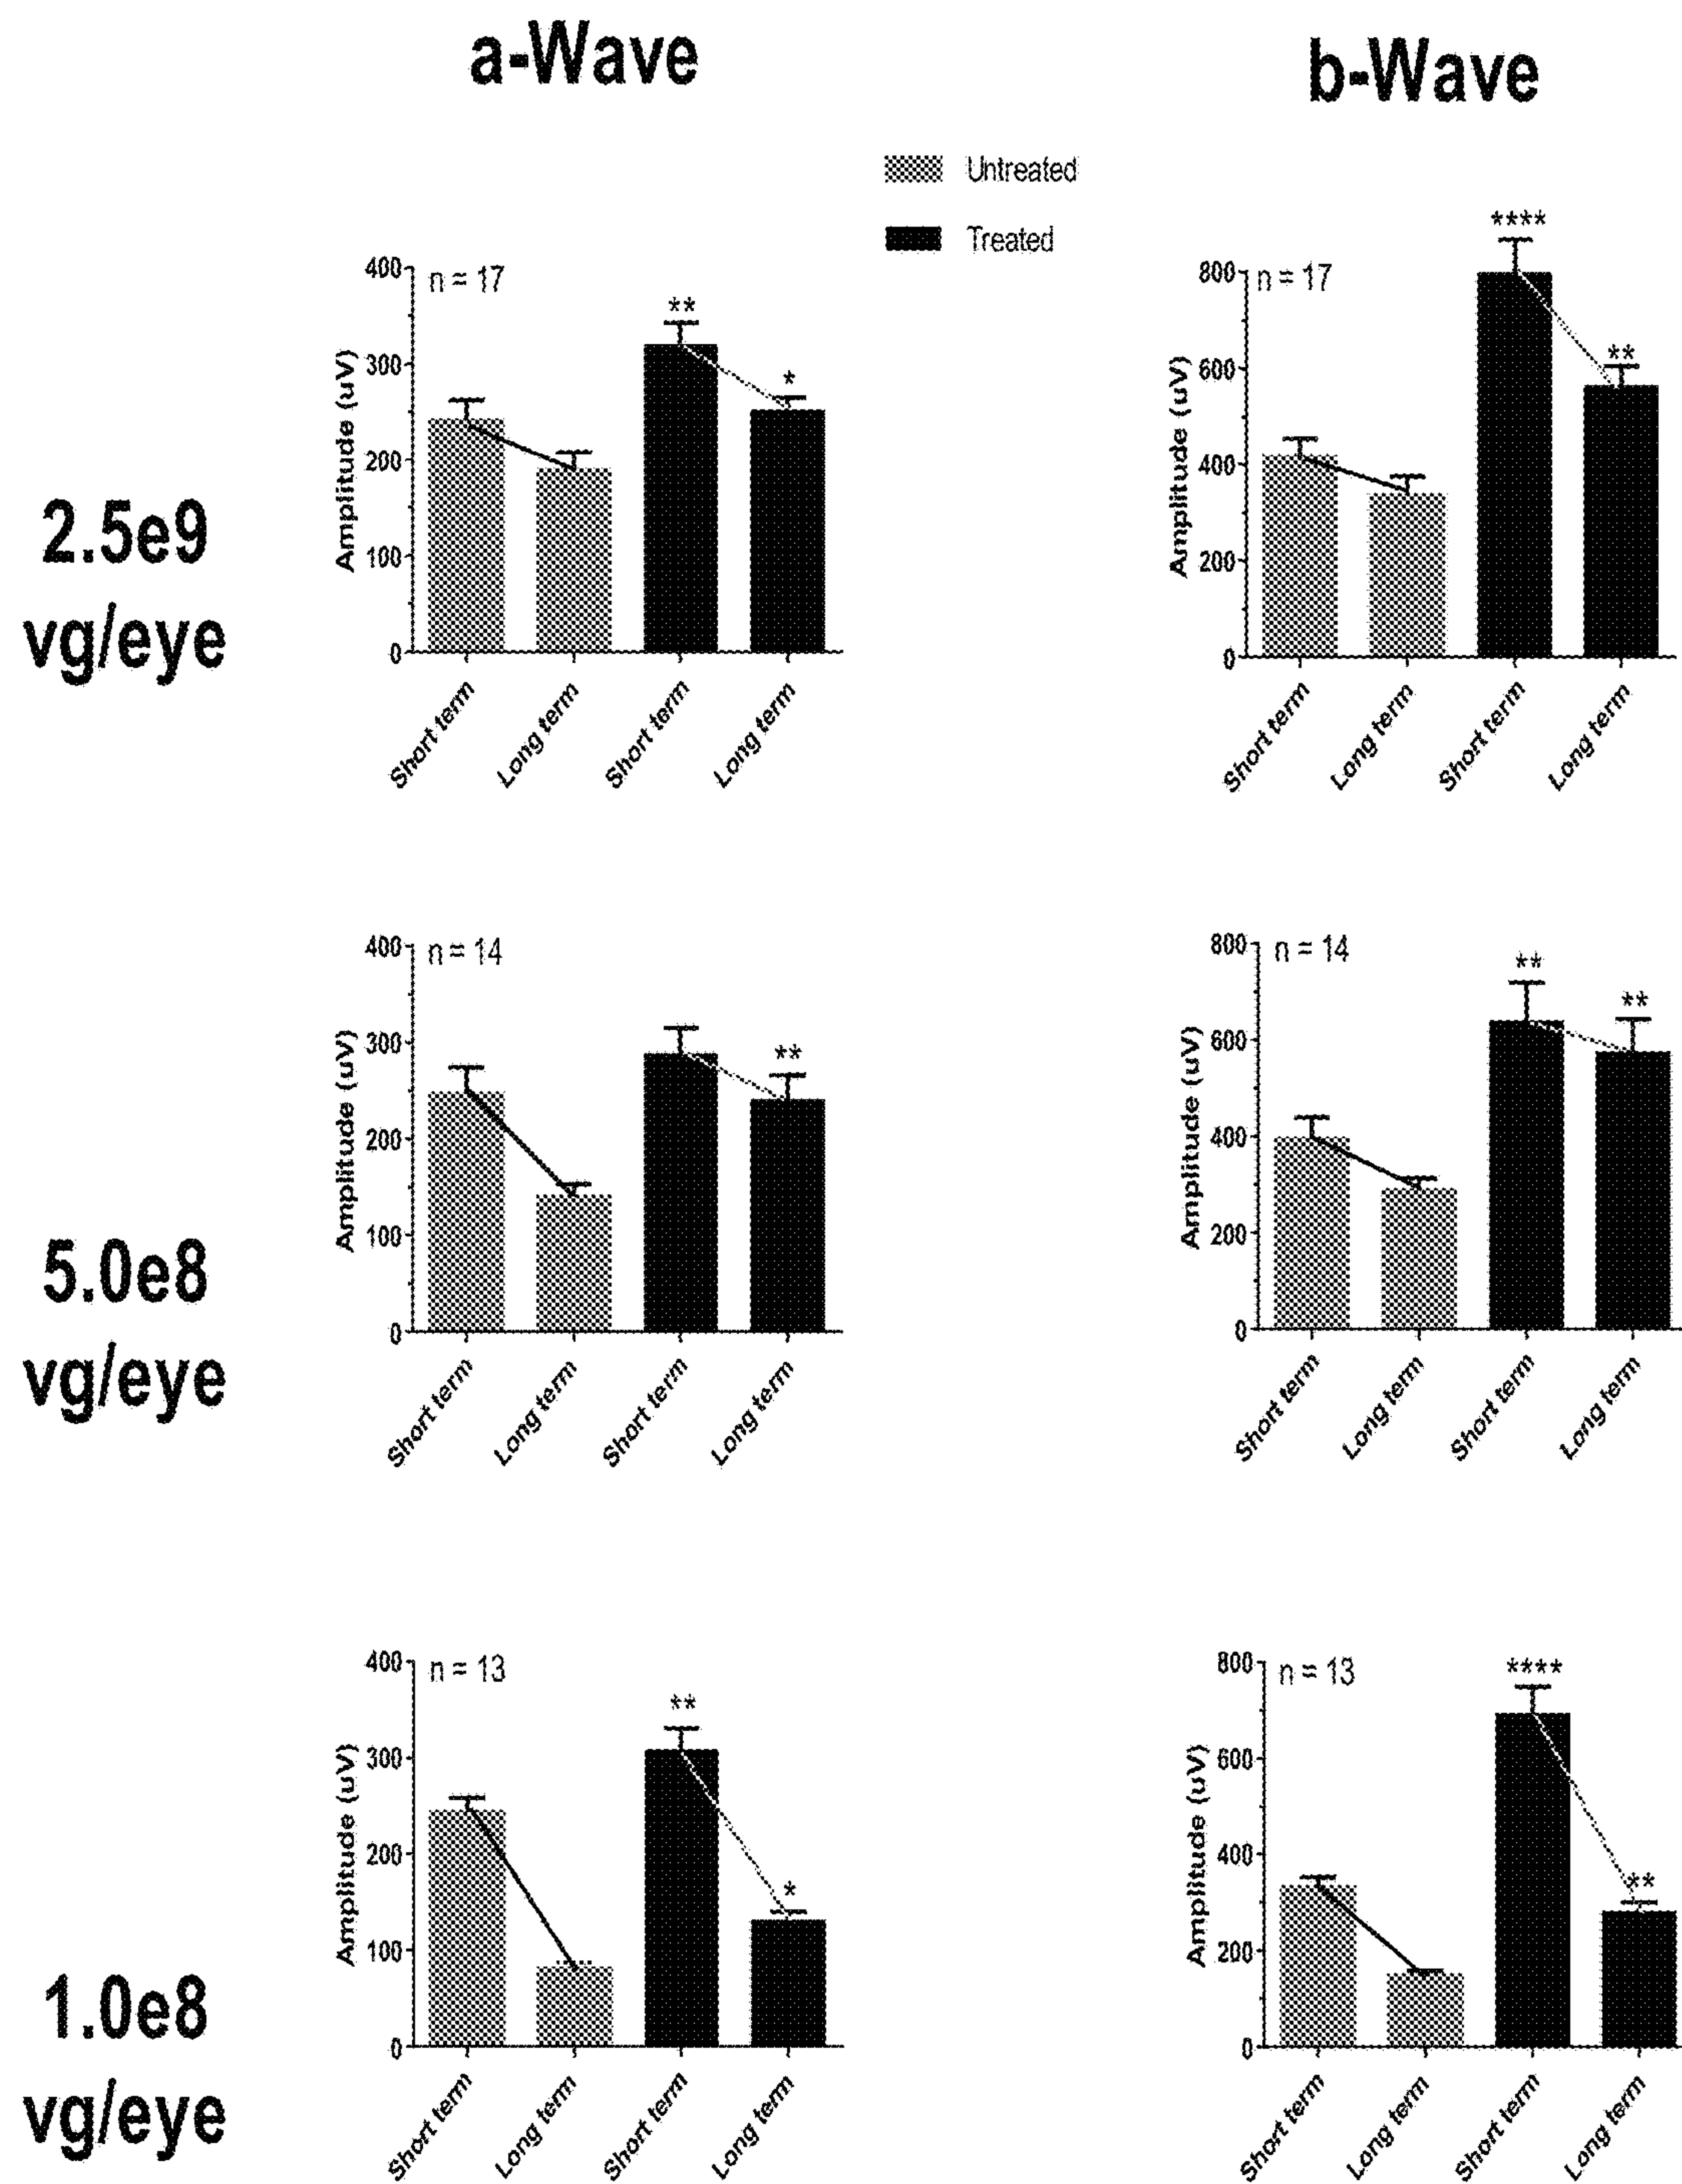 a-Wave
b-Wave
Untreated
Treated
2.5e9
vg/eye
n = 17
**
*
400
300
200
100
0
Amplitude (uV)
Short term
Long term
Short term
Long term
n = 17
****
**
800
600
400
200
0
Amplitude (uV)
Short term
Long term
Short term
Long term
5.0e8
vg/eye
n = 14
**
400
300
200
100
0
Amplitude (uV)
Short term
Long term
Short term
Long term
n = 14
**
**
800
600
400
200
0
Amplitude (uV)
Short term
Long term
Short term
Long term
1.0e8
vg/eye
n = 13
**
*
400
300
200
100
0
Amplitude (uV)
Short term
Long term
Short term
Long term
n = 13
****
**
800
600
400
200
0
Amplitude (uV)
Short term
Long term
Short term
Long term